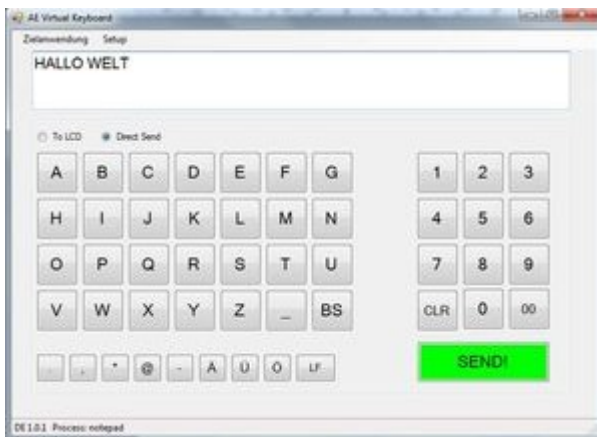 AE Virtual Keyboard
Zielanwendung Setup
HALLO WELT
To LCD Direct Send
A B C D E F G 1 2 3
H I J K L M N 4 5 6
O P Q R S T U 7 8 9
V W X Y Z _ BS CLR 0 00
. , * @ - Ä Ü Ö LF
SEND!
DE 1.0.1 Process: notepad